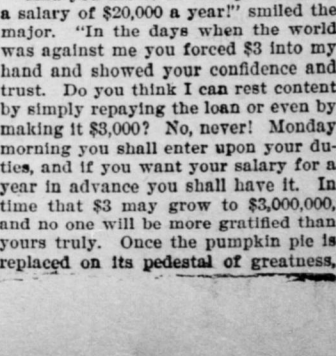 a salary of $20,000 a year!" smiled the
major. "In the days when the world
was against me you forced $3 into my
hand and showed your confidence and
trust. Do you think I can rest content
by simply repaying the loan or even by
making it $3,000? No, never! Monday
morning you shall enter upon your du-
ties, and if you want your salary for a
year in advance you shall have it. In
time that $3 may grow to $3,000,000,
and no one will be more gratified than
yours truly. Once the pumpkin pie is
replaced on its pedestal of greatness,